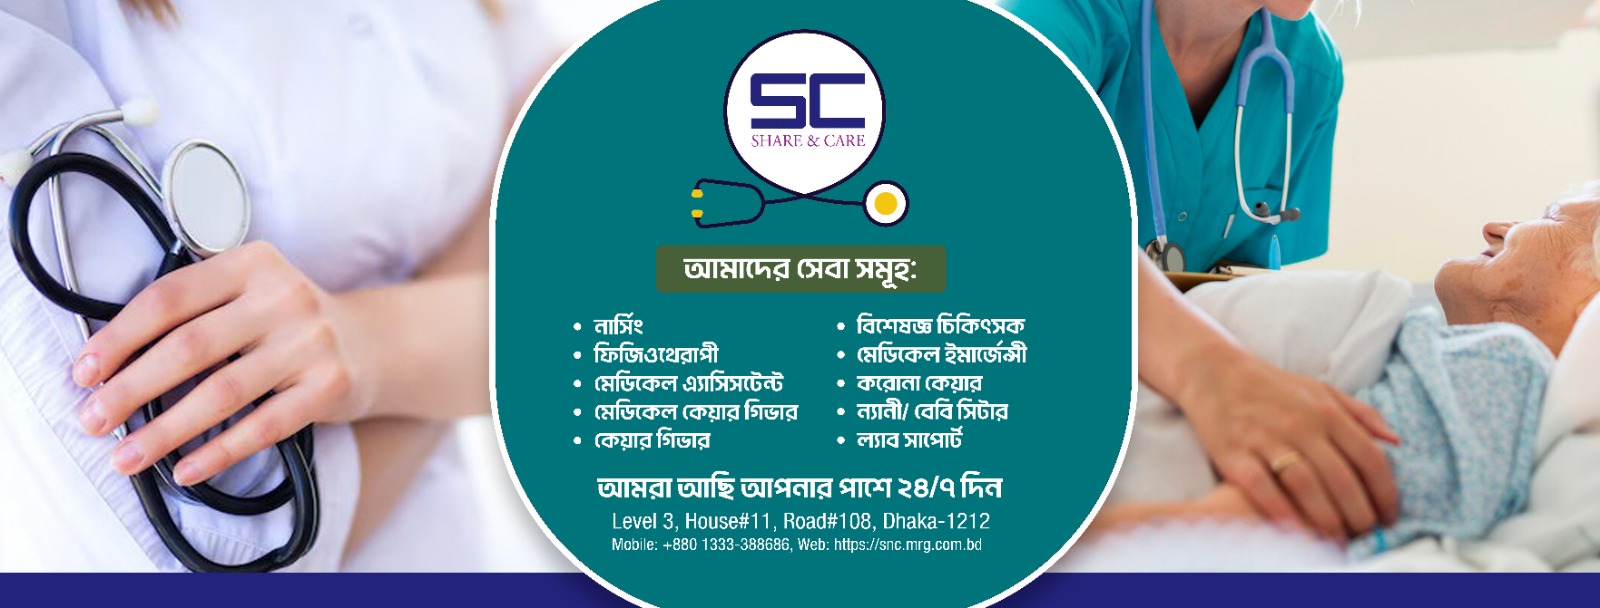 SC
SHARE & CARE
আমাদের সেবা সমূহ:
• নার্সিং
• ফিজিওথেরাপী
• মেডিকেল এ্যাসিসটেন্ট
• মেডিকেল কেয়ার গিভার
• কেয়ার গিভার
• বিশেষজ্ঞ চিকিৎসক
• মেডিকেল ইমার্জেন্সী
• করোনা কেয়ার
• ন্যানী/ বেবি সিটার
• ল্যাব সাপোর্ট
আমরা আছি আপনার পাশে ২৪/৭ দিন
Level 3, House#11, Road#108, Dhaka-1212
Mobile: +880 1333-388686, Web: https://snc.mrg.com.bd